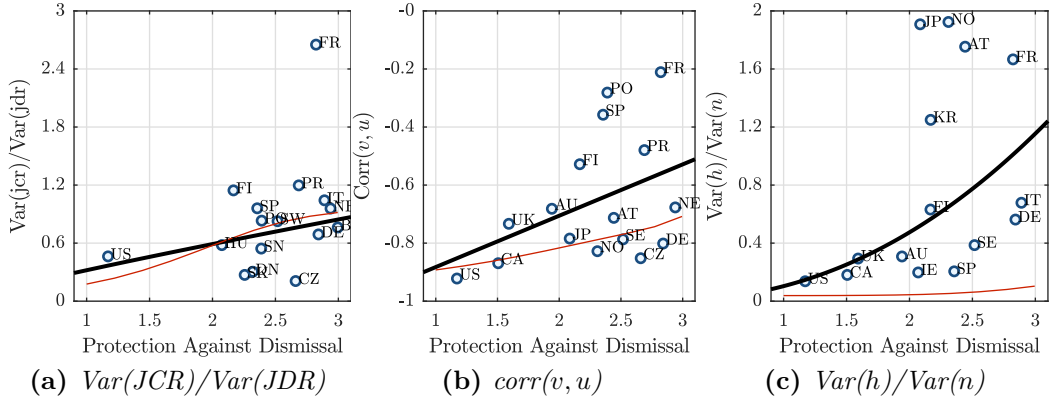 3
2.4
1.8
1.2
0.6
0
Var(jcr)/Var(jdr)
FR
FI
PR
IT
SP
NE
PO
SW
HU
SN
DE
US
DN
SK
CZ
1
1.5
2
2.5
3
Protection Against Dismissal
(a) Var(JCR)/Var(JDR)
-0
-0.2
-0.4
-0.6
-0.8
-1
Corr(v, u)
FR
PO
SP
PR
FI
NE
AU
AT
UK
JP
SE
DE
NO
CZ
CA
US
1
1.5
2
2.5
3
Protection Against Dismissal
(b) corr(v, u)
2
1.6
1.2
0.8
0.4
0
Var(h)/Var(n)
JP
NO
AT
FR
KR
IT
FI
DE
SE
UK
AU
IE
SP
CA
US
1
1.5
2
2.5
3
Protection Against Dismissal
(c) Var(h)/Var(n)